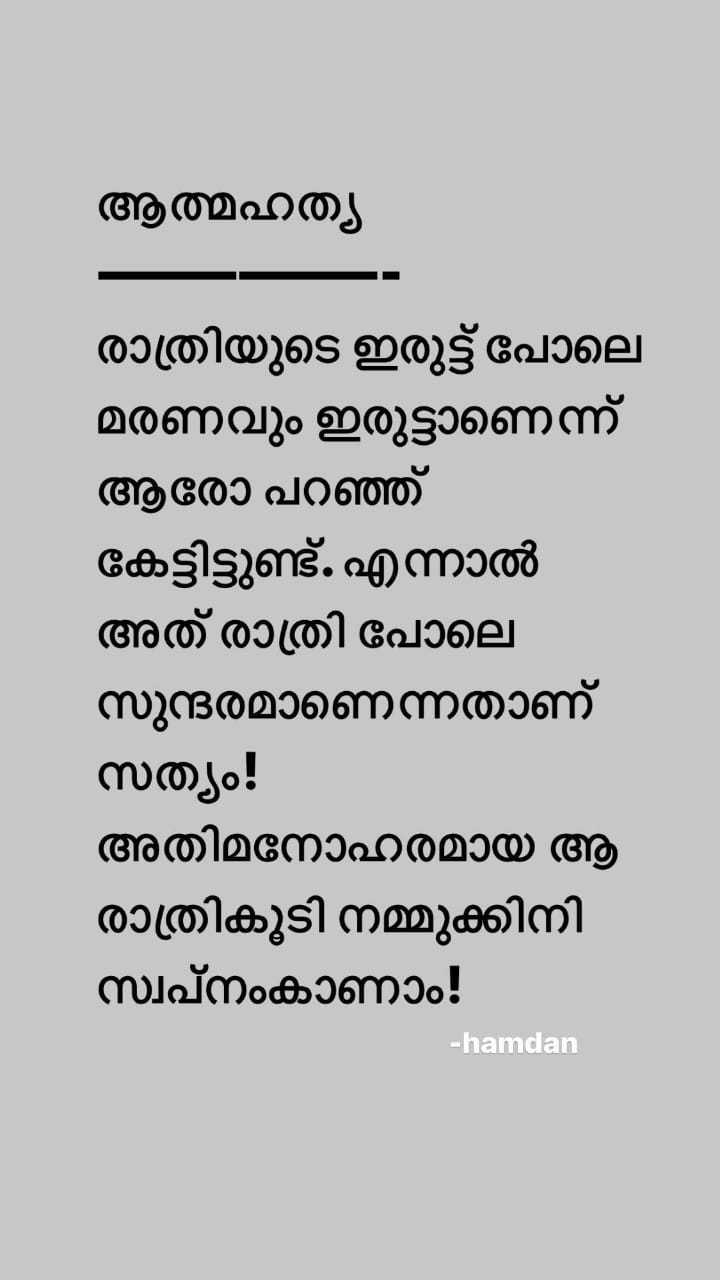 ആത്മഹത്യ
——————-
രാത്രിയുടെ ഇരുട്ട് പോലെ
മരണവും ഇരുട്ടാണെന്ന്
ആരോ പറഞ്ഞ്
കേട്ടിട്ടുണ്ട്. എന്നാൽ
അത് രാത്രി പോലെ
സുന്ദരമാണെന്നതാണ്
സത്യം!
അതിമനോഹരമായ ആ
രാത്രികൂടി നമ്മുക്കിനി
സ്വപ്നംകാണാം!
-hamdan